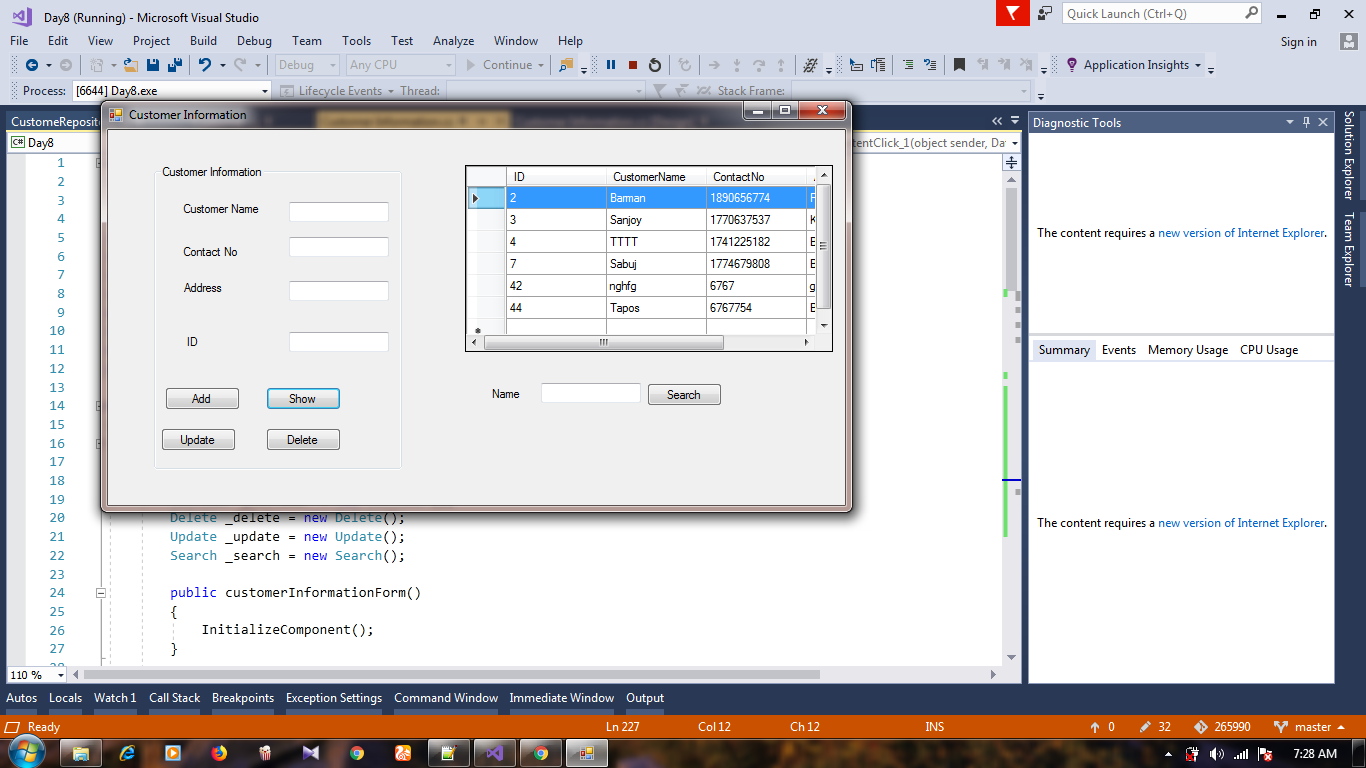 Day8 (Running) - Microsoft Visual Studio
Quick Launch (Ctrl+Q)
File Edit View Project Build Debug Team Tools Test Analyze Window Help
Sign in
Debug Any CPU Continue Application Insights
Process: [6644] Day8.exe Lifecycle Events Thread: Stack Frame:
CustomeReposito
Customer Information
Diagnostic Tools
Day8
ntentClick_1(object sender, Da
Solution Explorer
Team Explorer
Customer Information
Customer Name
Contact No
Address
ID
Add Show
Update Delete
ID CustomerName ContactNo
2 Barman 1890656774 F
3 Sanjoy 1770637537 K
4 TTTT 1741225182 E
7 Sabuj 1774679808 E
42 nghfg 6767 g
44 Tapos 6767754 E
Name Search
The content requires a new version of Internet Explorer.
Summary Events Memory Usage CPU Usage
The content requires a new version of Internet Explorer.
1
2
3
4
5
6
7
8
9
10
11
12
13
14
15
16
17
18
19
20 Delete _delete = new Delete();
21 Update _update = new Update();
22 Search _search = new Search();
23
24 public customerInformationForm()
25 {
26 InitializeComponent();
27 }
28
110 %
Autos Locals Watch 1 Call Stack Breakpoints Exception Settings Command Window Immediate Window Output
Ready Ln 227 Col 12 Ch 12 INS 0 32 265990 master
7:28 AM